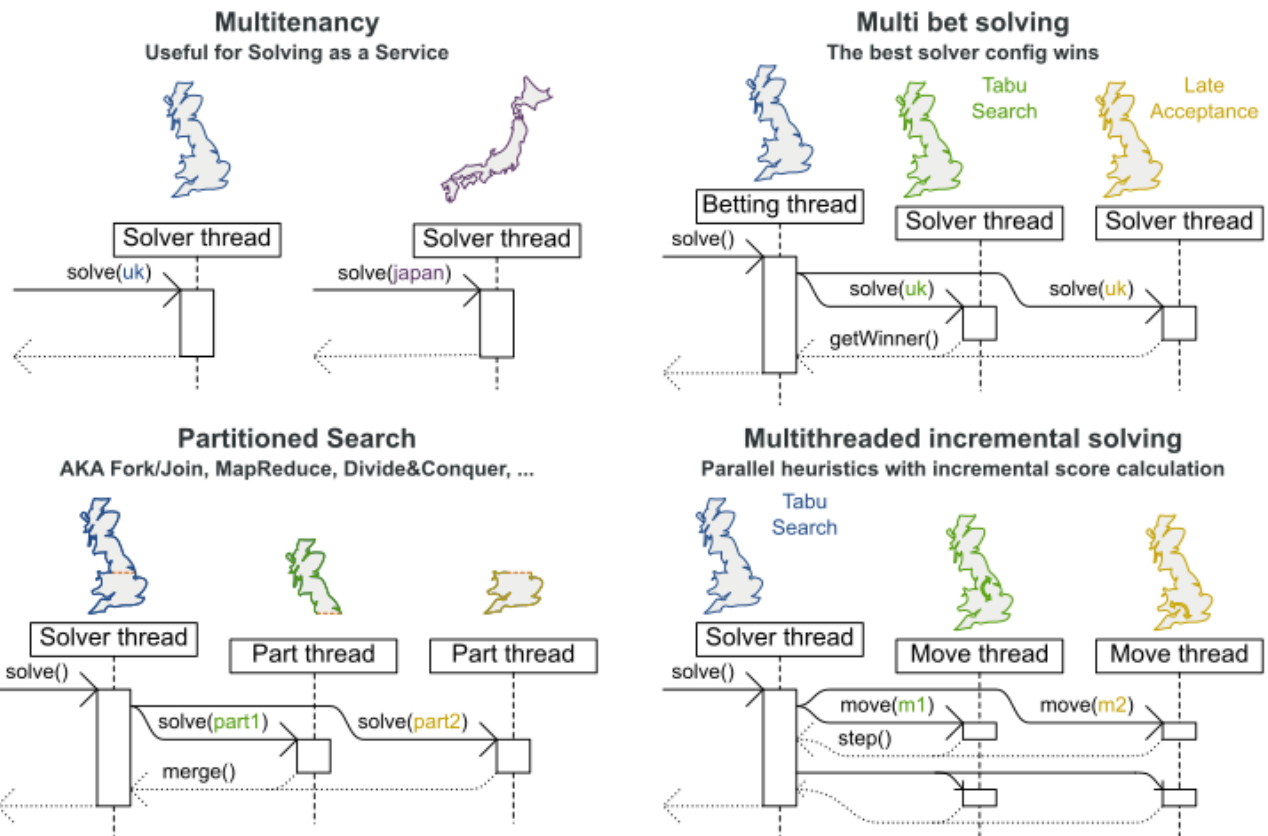 Multitenancy
Useful for Solving as a Service
Solver thread
Solver thread
solve(uk)
solve(japan)
Multi bet solving
The best solver config wins
Tabu
Search
Late
Acceptance
Betting thread
Solver thread
Solver thread
solve()
solve(uk)
solve(uk)
getWinner()
Partitioned Search
AKA Fork/Join, MapReduce, Divide&Conquer, ...
Solver thread
Part thread
Part thread
solve()
solve(part1)
solve(part2)
merge()
Multithreaded incremental solving
Parallel heuristics with incremental score calculation
Tabu
Search
Solver thread
Move thread
Move thread
solve()
move(m1)
move(m2)
step()